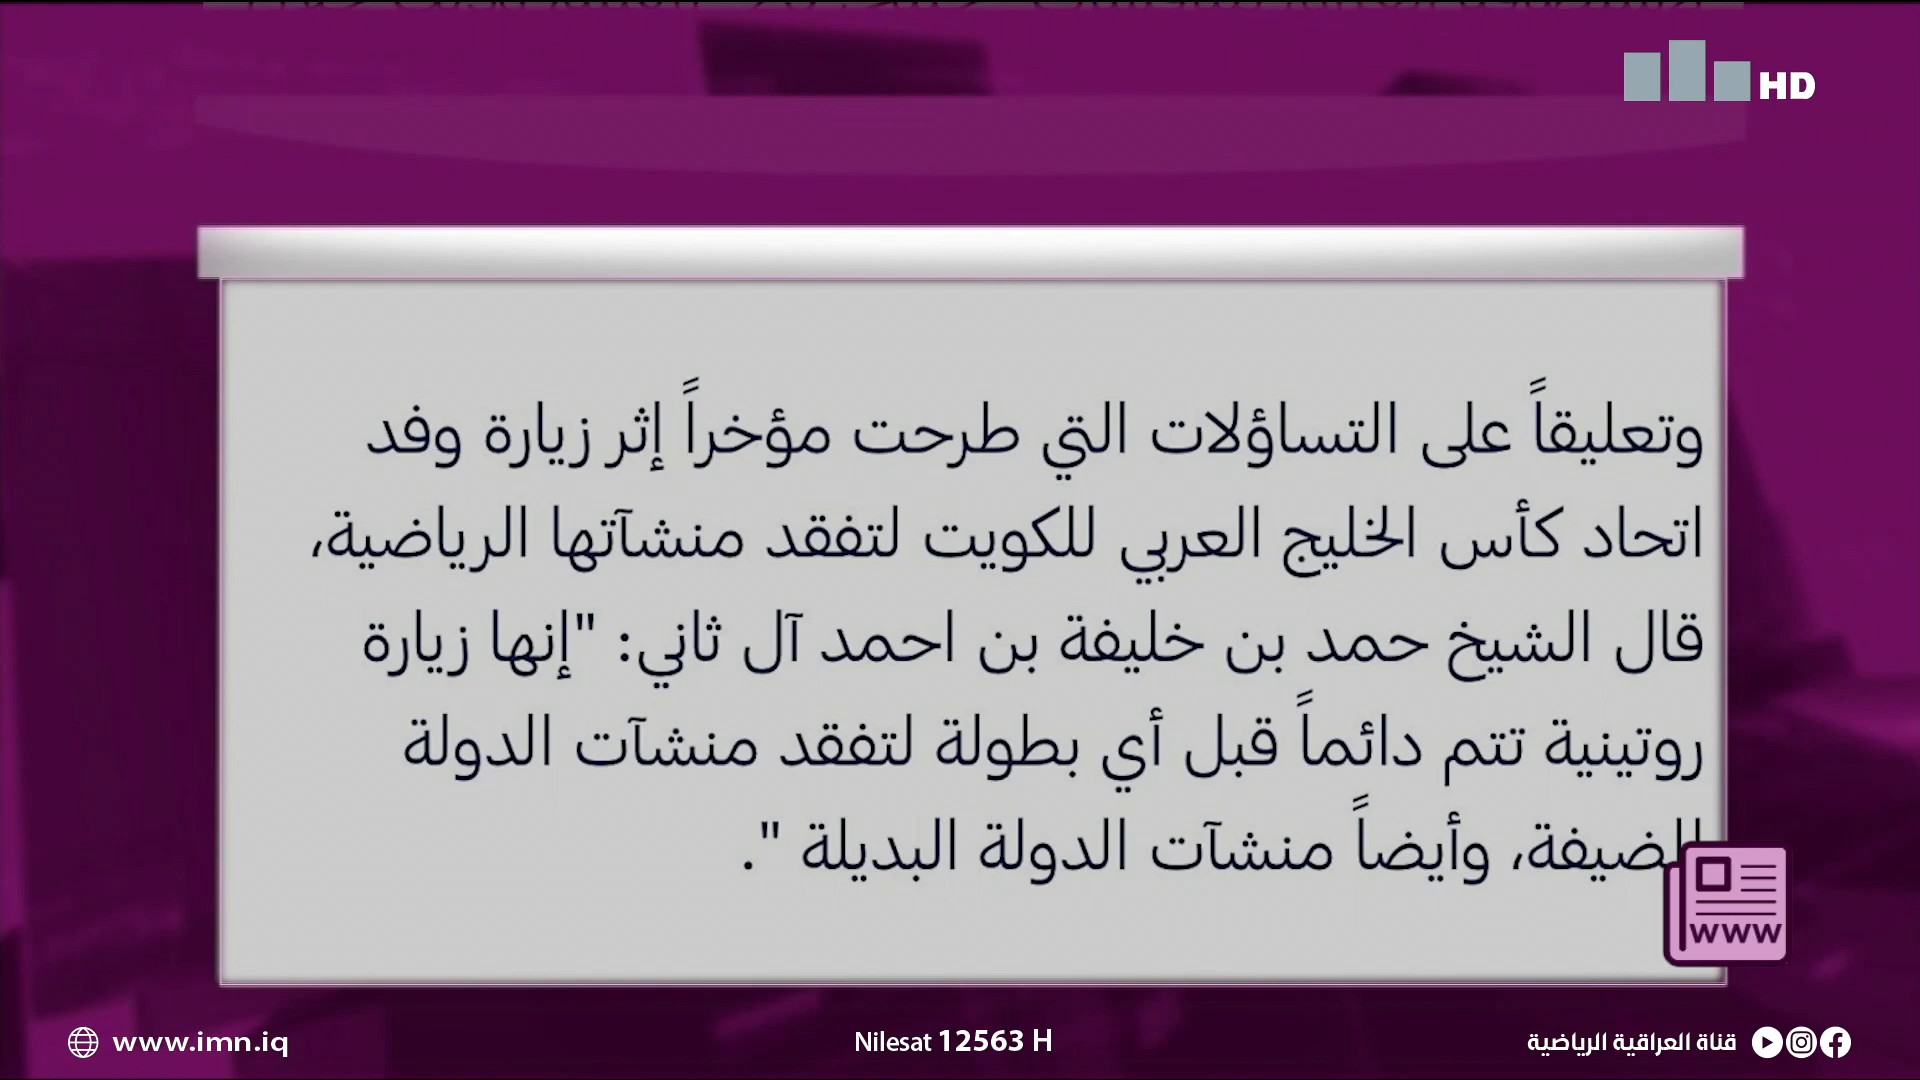 HD
وتعليقاً على التساؤلات التي طرحت مؤخراً إثر زيارة وفد
اتحاد كأس الخليج العربي للكويت لتفقد منشآتها الرياضية،
قال الشيخ حمد بن خليفة بن احمد آل ثاني: "إنها زيارة
روتينية تتم دائماً قبل أي بطولة لتفقد منشآت الدولة
المضيفة، وأيضاً منشآت الدولة البديلة ".
www
www.imn.iq
Nilesat 12563 H
قناة العراقية الرياضية